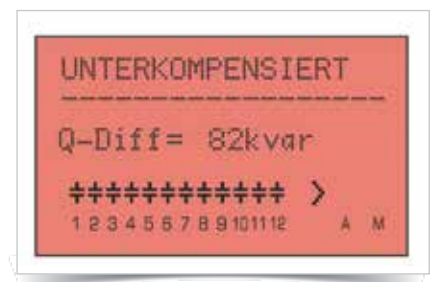 UNTERKOMPENSIERT
Q-Diff= 82kvar
1 2 3 4 5 6 7 8 9 10 11 12 A M